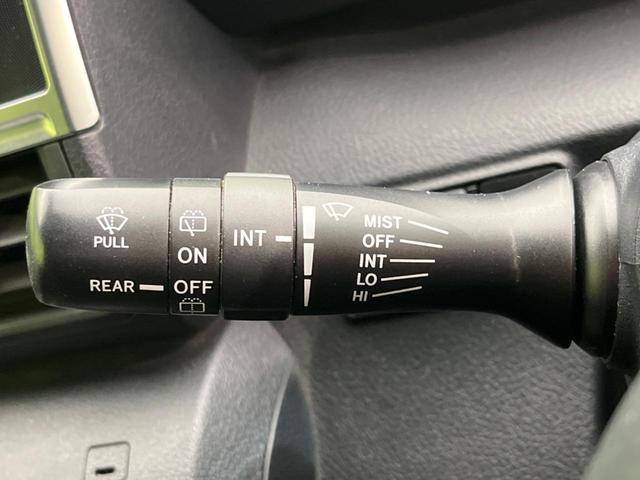 PULL
REAR
ON
OFF
INT
MIST
OFF
INT
LO
HI